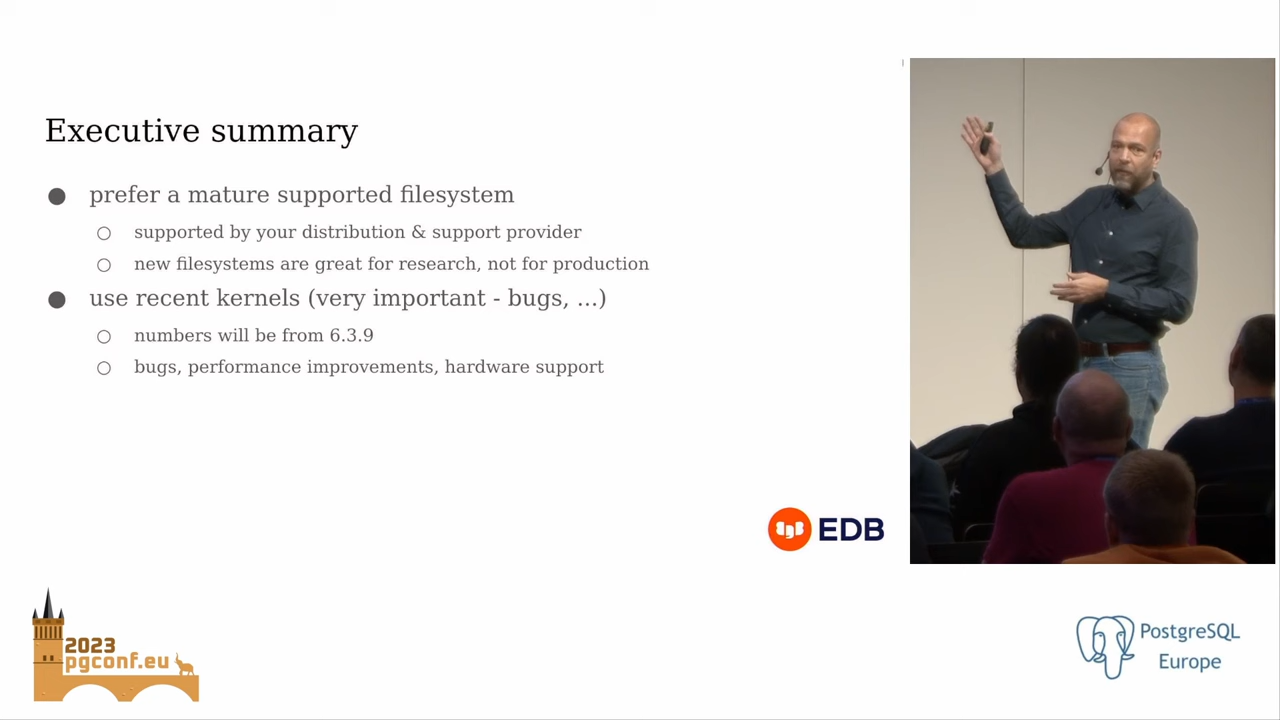 Executive summary
● prefer a mature supported filesystem
○ supported by your distribution & support provider
○ new filesystems are great for research, not for production
● use recent kernels (very important - bugs, ...)
○ numbers will be from 6.3.9
○ bugs, performance improvements, hardware support
EDB
2023
pgconf.eu
PostgreSQL
Europe